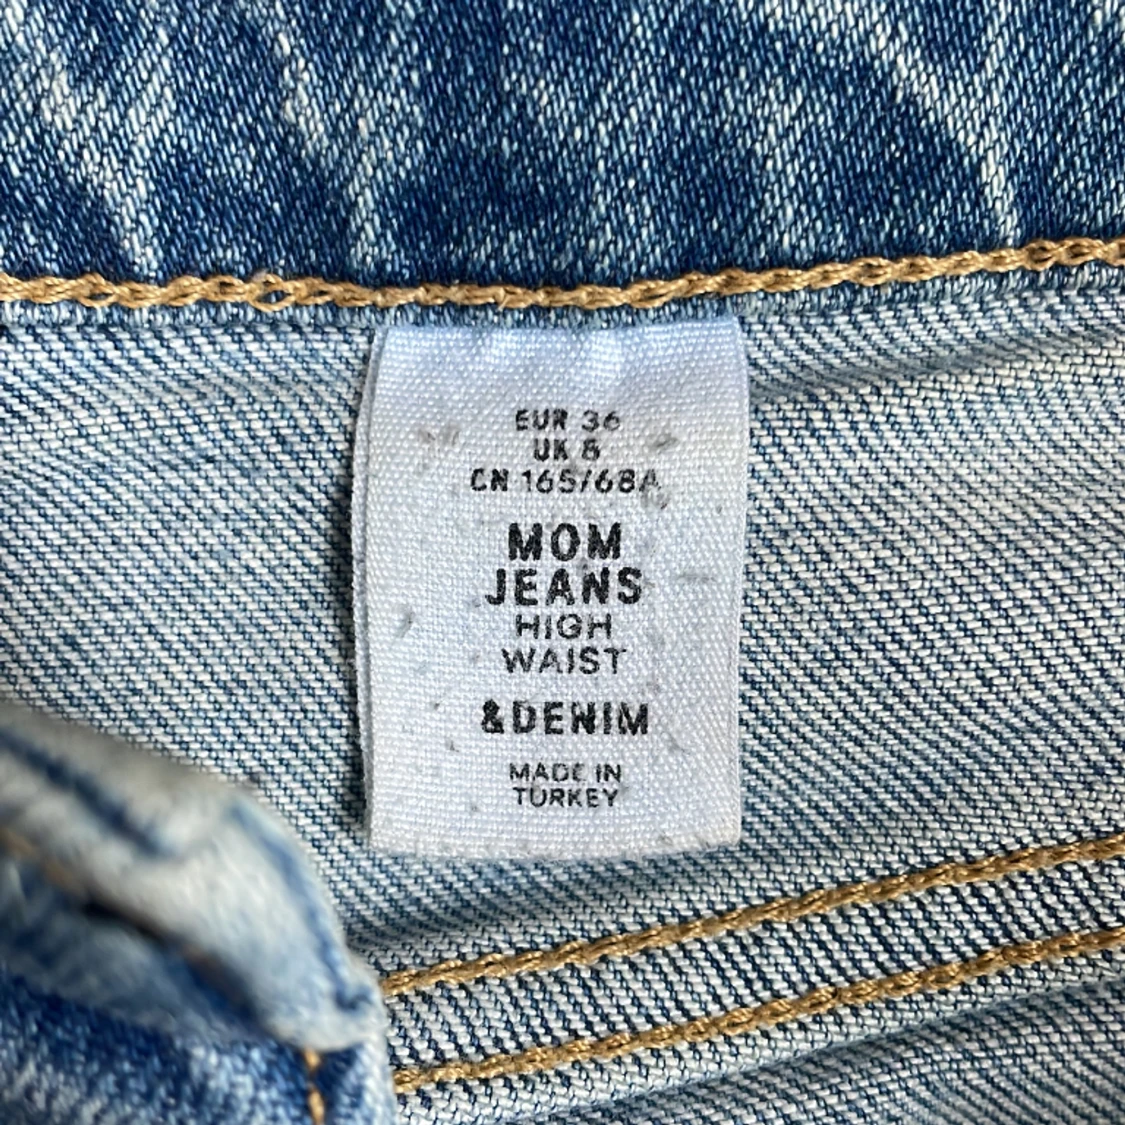 EUR 36
UK 8
CN 165/68A
MOM
JEANS
HIGH
WAIST
&DENIM
MADE IN
TURKEY